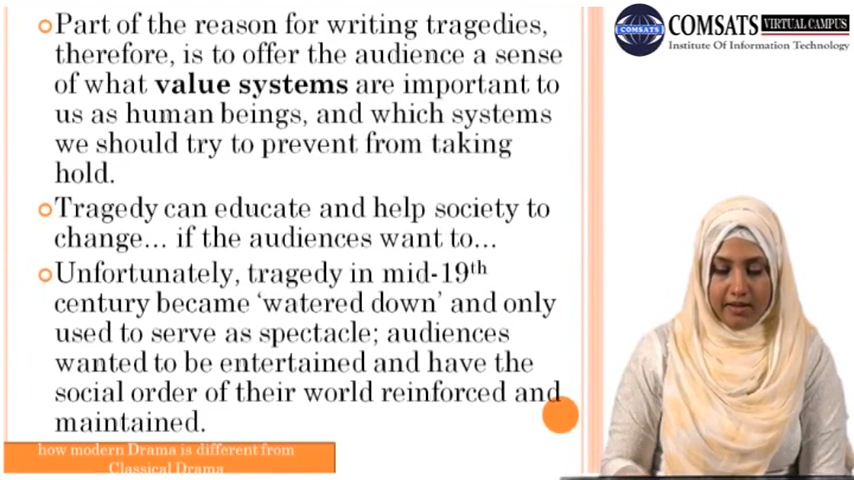 Part of the reason for writing tragedies,
therefore, is to offer the audience a sense
of what value systems are important to
us as human beings, and which systems
we should try to prevent from taking
hold.
Tragedy can educate and help society to
change... if the audiences want to...
Unfortunately, tragedy in mid-19th
century became ‘watered down’ and only
used to serve as spectacle; audiences
wanted to be entertained and have the
social order of their world reinforced and
maintained.
how modern Drama is different from
Classical Drama
COMSATS
COMSATS VIRTUAL CAMPUS
Institute Of Information Technology